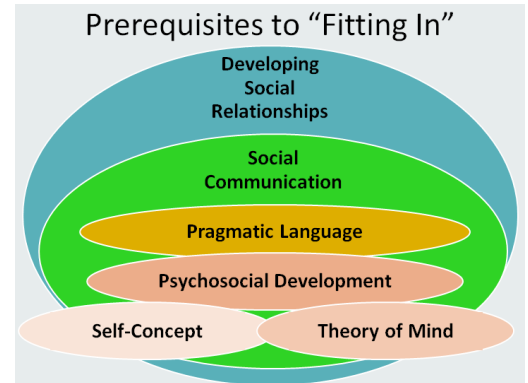 Prerequisites to “Fitting In”
Developing
Social
Relationships
Social
Communication
Pragmatic Language
Psychosocial Development
Self-Concept
Theory of Mind